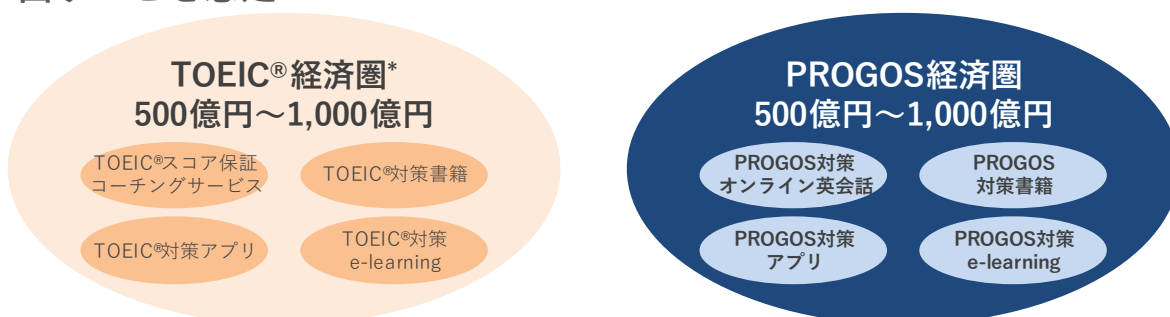 TOEIC®経済圏*
500億円～1,000億円
TOEIC®スコア保証
コーチングサービス
TOEIC®対策書籍
TOEIC®対策アプリ
TOEIC®対策
e-learning
PROGOS経済圏
500億円～1,000億円
PROGOS対策
オンライン英会話
PROGOS
対策書籍
PROGOS対策
アプリ
PROGOS対策
e-learning